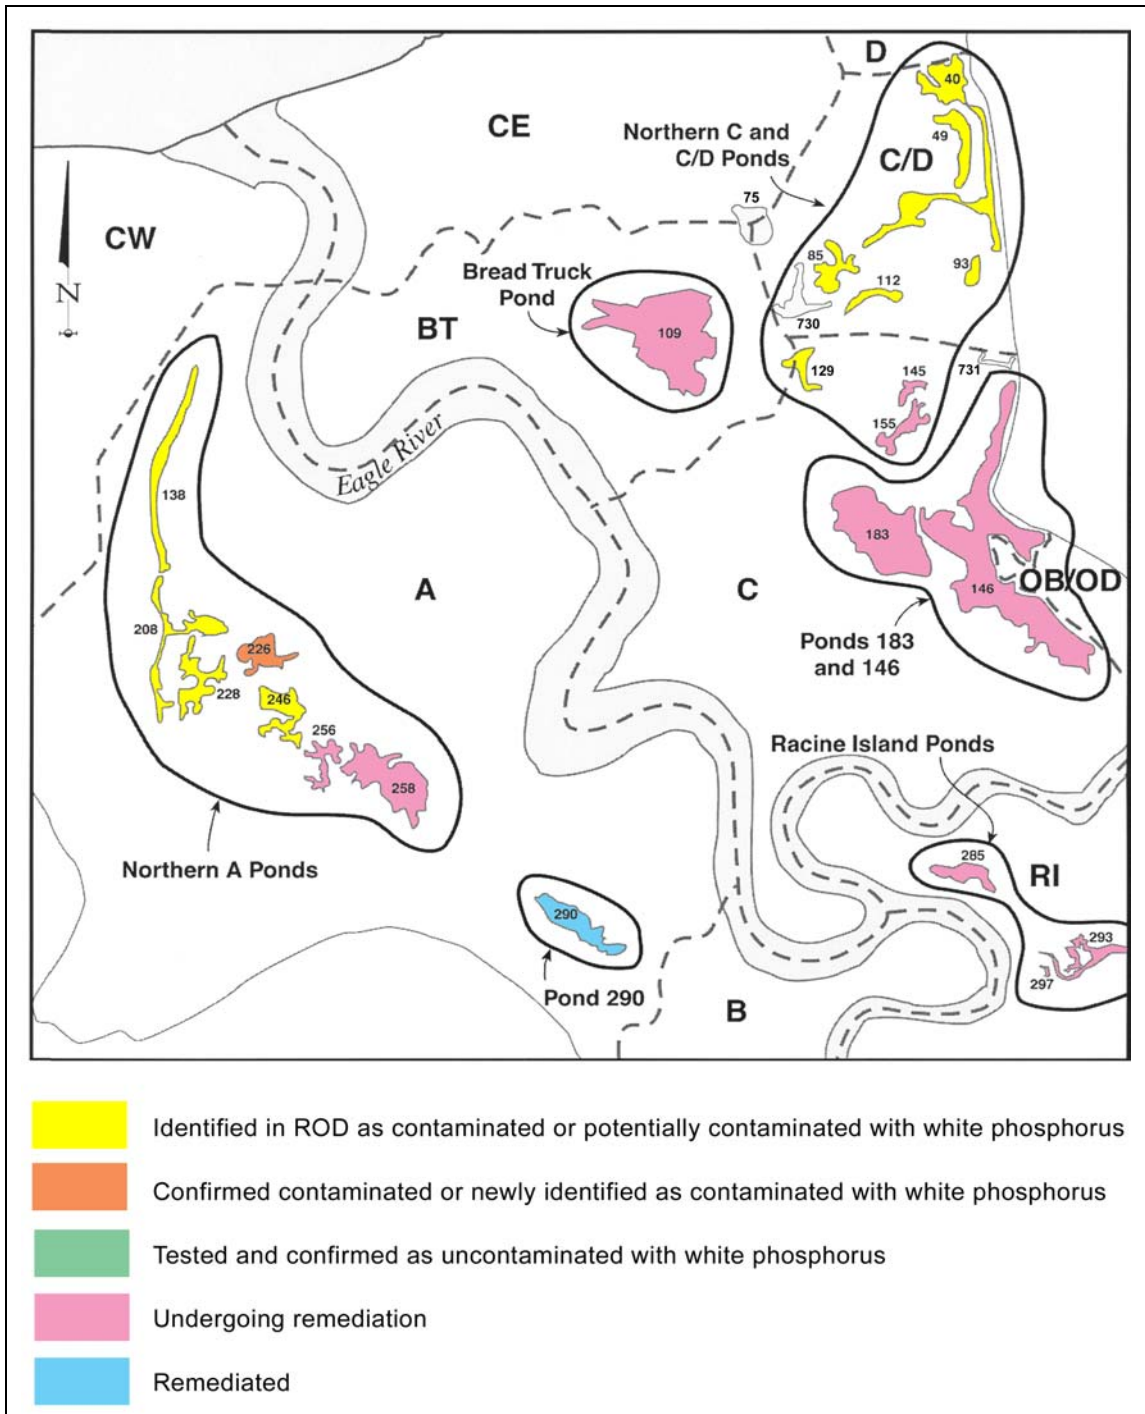 D
40
CE
Northern C and
C/D Ponds
49
C/D
75
CW
85
93
Bread Truck
Pond
112
N
730
BT
109
129
145
731
155
Eagle River
138
183
A
C
146
OB/OD
208
226
Ponds 183
and 146
228
246
256
Racine Island Ponds
258
285
Northern A Ponds
RI
290
293
297
Pond 290
B
Identified in ROD as contaminated or potentially contaminated with white phosphorus
Confirmed contaminated or newly identified as contaminated with white phosphorus
Tested and confirmed as uncontaminated with white phosphorus
Undergoing remediation
Remediated